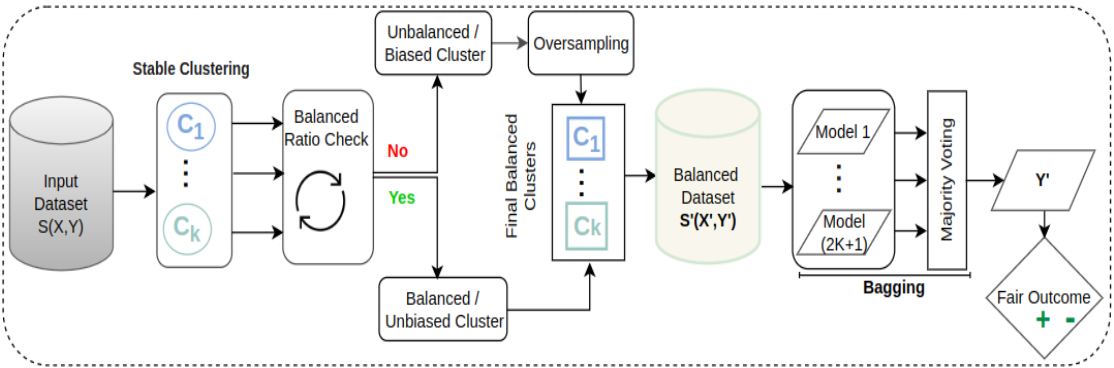 Input
Dataset
S(X,Y)
Stable Clustering
C1
Ck
Balanced
Ratio Check
No
Yes
Unbalanced /
Biased Cluster
Oversampling
Balanced /
Unbiased Cluster
Final Balanced
Clusters
C1
Ck
Balanced
Dataset
S'(X',Y')
Model 1
Model
(2K+1)
Majority Voting
Bagging
Y'
Fair Outcome
+ -